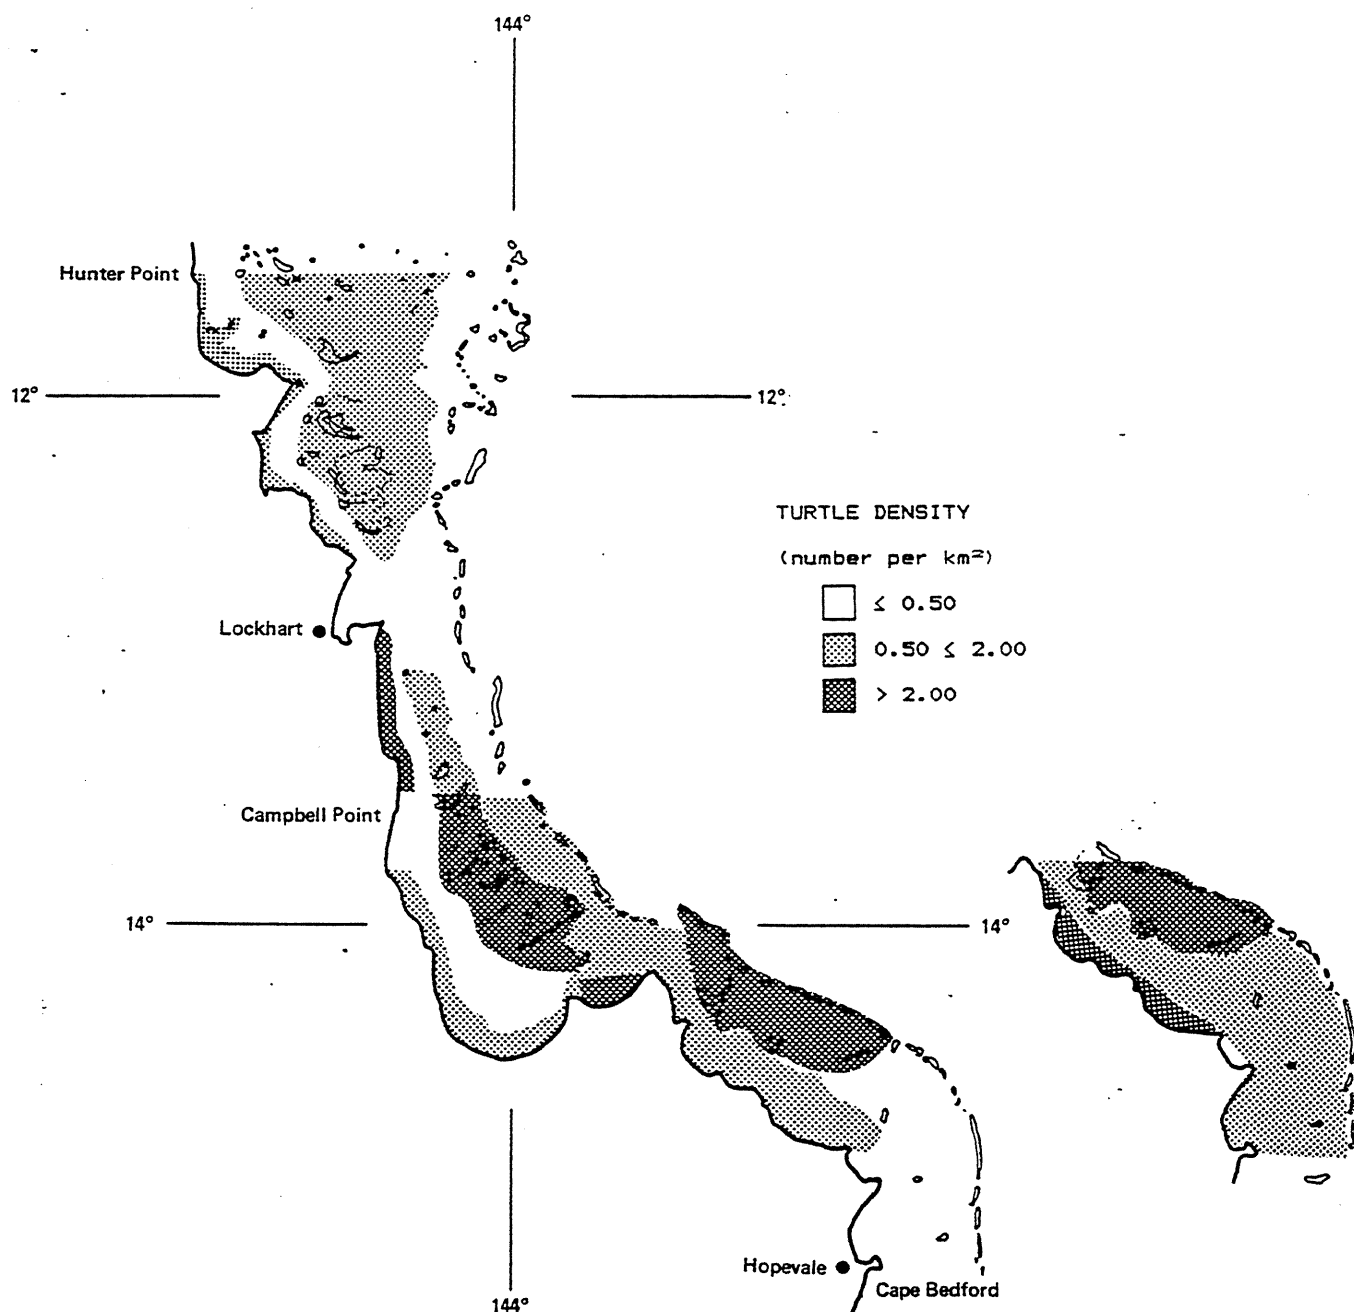 144°
Hunter Point
12°
12°
TURTLE DENSITY
(number per km²)
≤ 0.50
Lockhart
0.50 ≤ 2.00
> 2.00
Campbell Point
14°
14°
Hopevale
Cape Bedford
144°